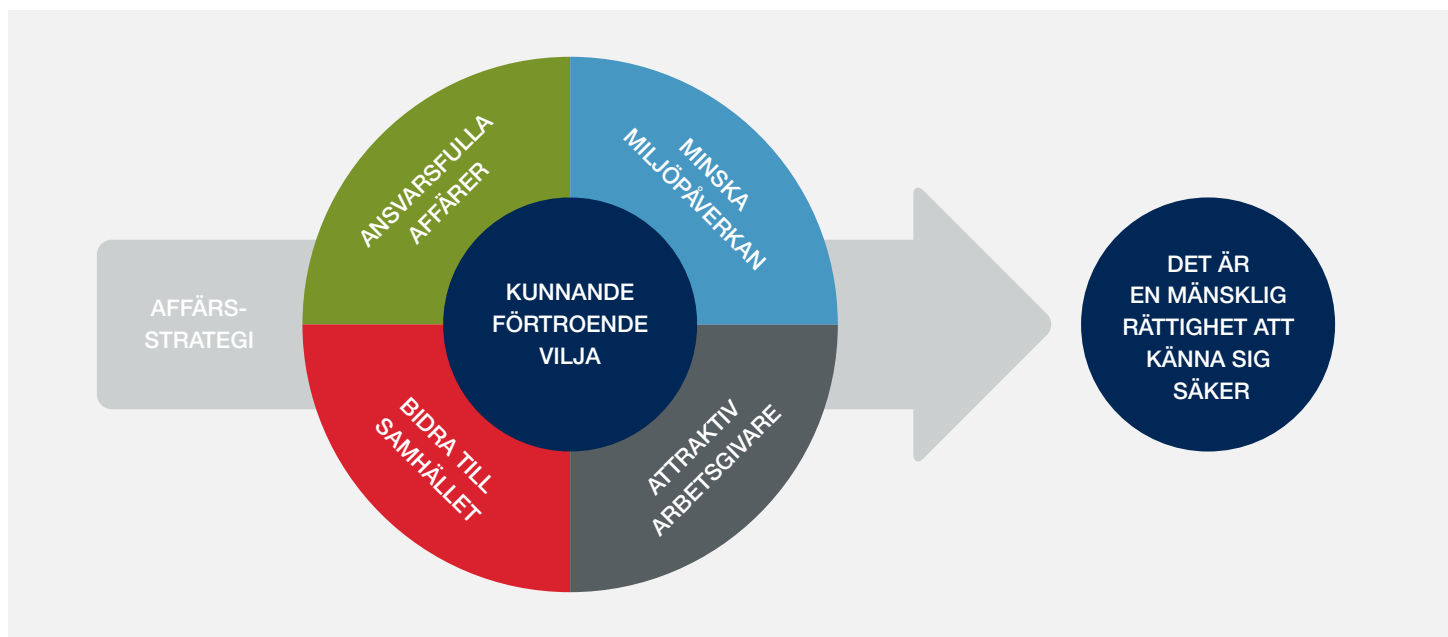 AFFÄRS-
STRATEGI
ANSVARSFULLA
AFFÄRER
MINSKA
MILJÖPÅVERKAN
KUNNANDE
FÖRTROENDE
VILJA
BIDRA TILL
SAMHÄLLET
ATTRAKTIV
ARBETSGIVARE
DET ÄR
EN MÄNSKLIG
RÄTTIGHET ATT
KÄNNA SIG
SÄKER